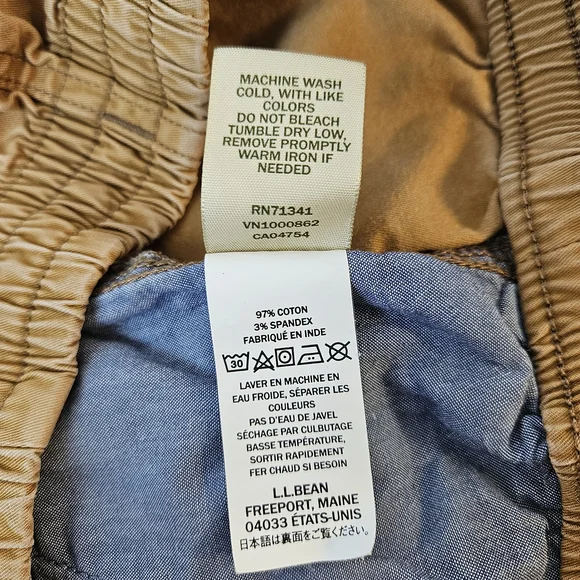 MACHINE WASH
COLD, WITH LIKE
COLORS
DO NOT BLEACH
TUMBLE DRY LOW,
REMOVE PROMPTLY
WARM IRON IF
NEEDED
RN71341
VN1000862
CA04754
97% COTON
3% SPANDEX
FABRIQUÉ EN INDE
30
LAVER EN MACHINE EN
EAU FROIDE, SÉPARER LES
COULEURS
PAS D'EAU DE JAVEL
SÉCHAGE PAR CULBUTAGE
BASSE TEMPÉRATURE,
SORTIR RAPIDEMENT
FER CHAUD SI BESOIN
L.L.BEAN
FREEPORT, MAINE
04033 ÉTATS-UNIS
日本語は裏面をご覧ください。